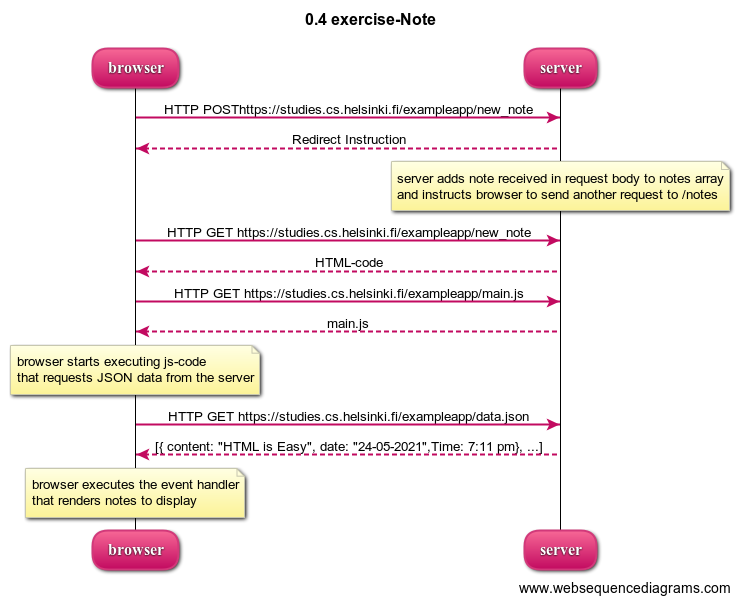 0.4 exercise-Note
browser
server
HTTP POSThttps://studies.cs.helsinki.fi/exampleapp/new_note
Redirect Instruction
server adds note received in request body to notes array
and instructs browser to send another request to /notes
HTTP GET https://studies.cs.helsinki.fi/exampleapp/new_note
HTML-code
HTTP GET https://studies.cs.helsinki.fi/exampleapp/main.js
main.js
browser starts executing js-code
that requests JSON data from the server
HTTP GET https://studies.cs.helsinki.fi/exampleapp/data.json
[{ content: "HTML is Easy", date: "24-05-2021",Time: 7:11 pm}, ...]
browser executes the event handler
that renders notes to display
browser
server
www.websequencediagrams.com